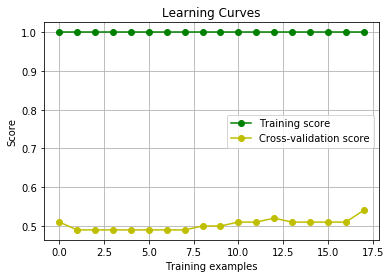 Learning Curves
1.0
0.9
0.8
0.7
0.6
0.5
Score
Training score
Cross-validation score
0.0 2.5 5.0 7.5 10.0 12.5 15.0 17.5
Training examples